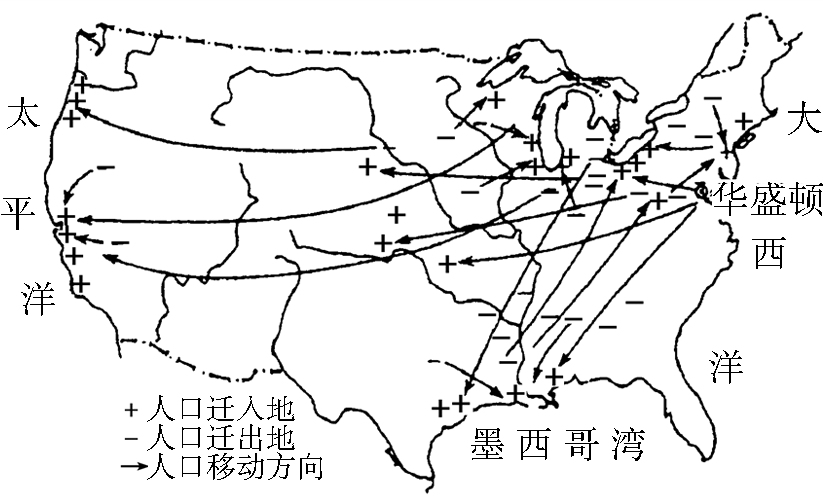 太平洋
大西洋
华盛顿
墨西哥湾
+人口迁入地
-人口迁出地
→人口移动方向